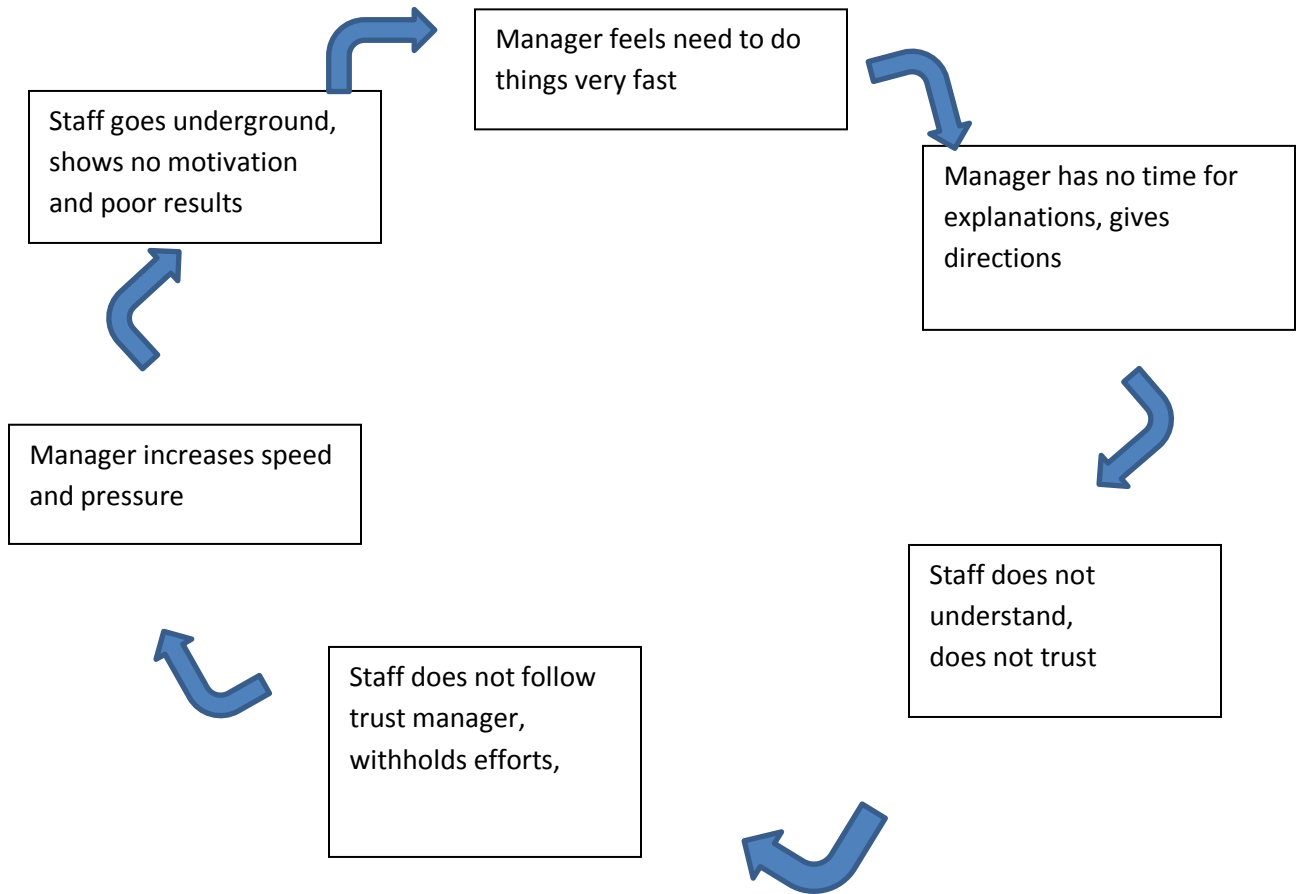 Manager feels need to do
things very fast
Manager has no time for
explanations, gives
directions
Staff does not
understand,
does not trust
Staff does not follow
trust manager,
withholds efforts,
Manager increases speed
and pressure
Staff goes underground,
shows no motivation
and poor results